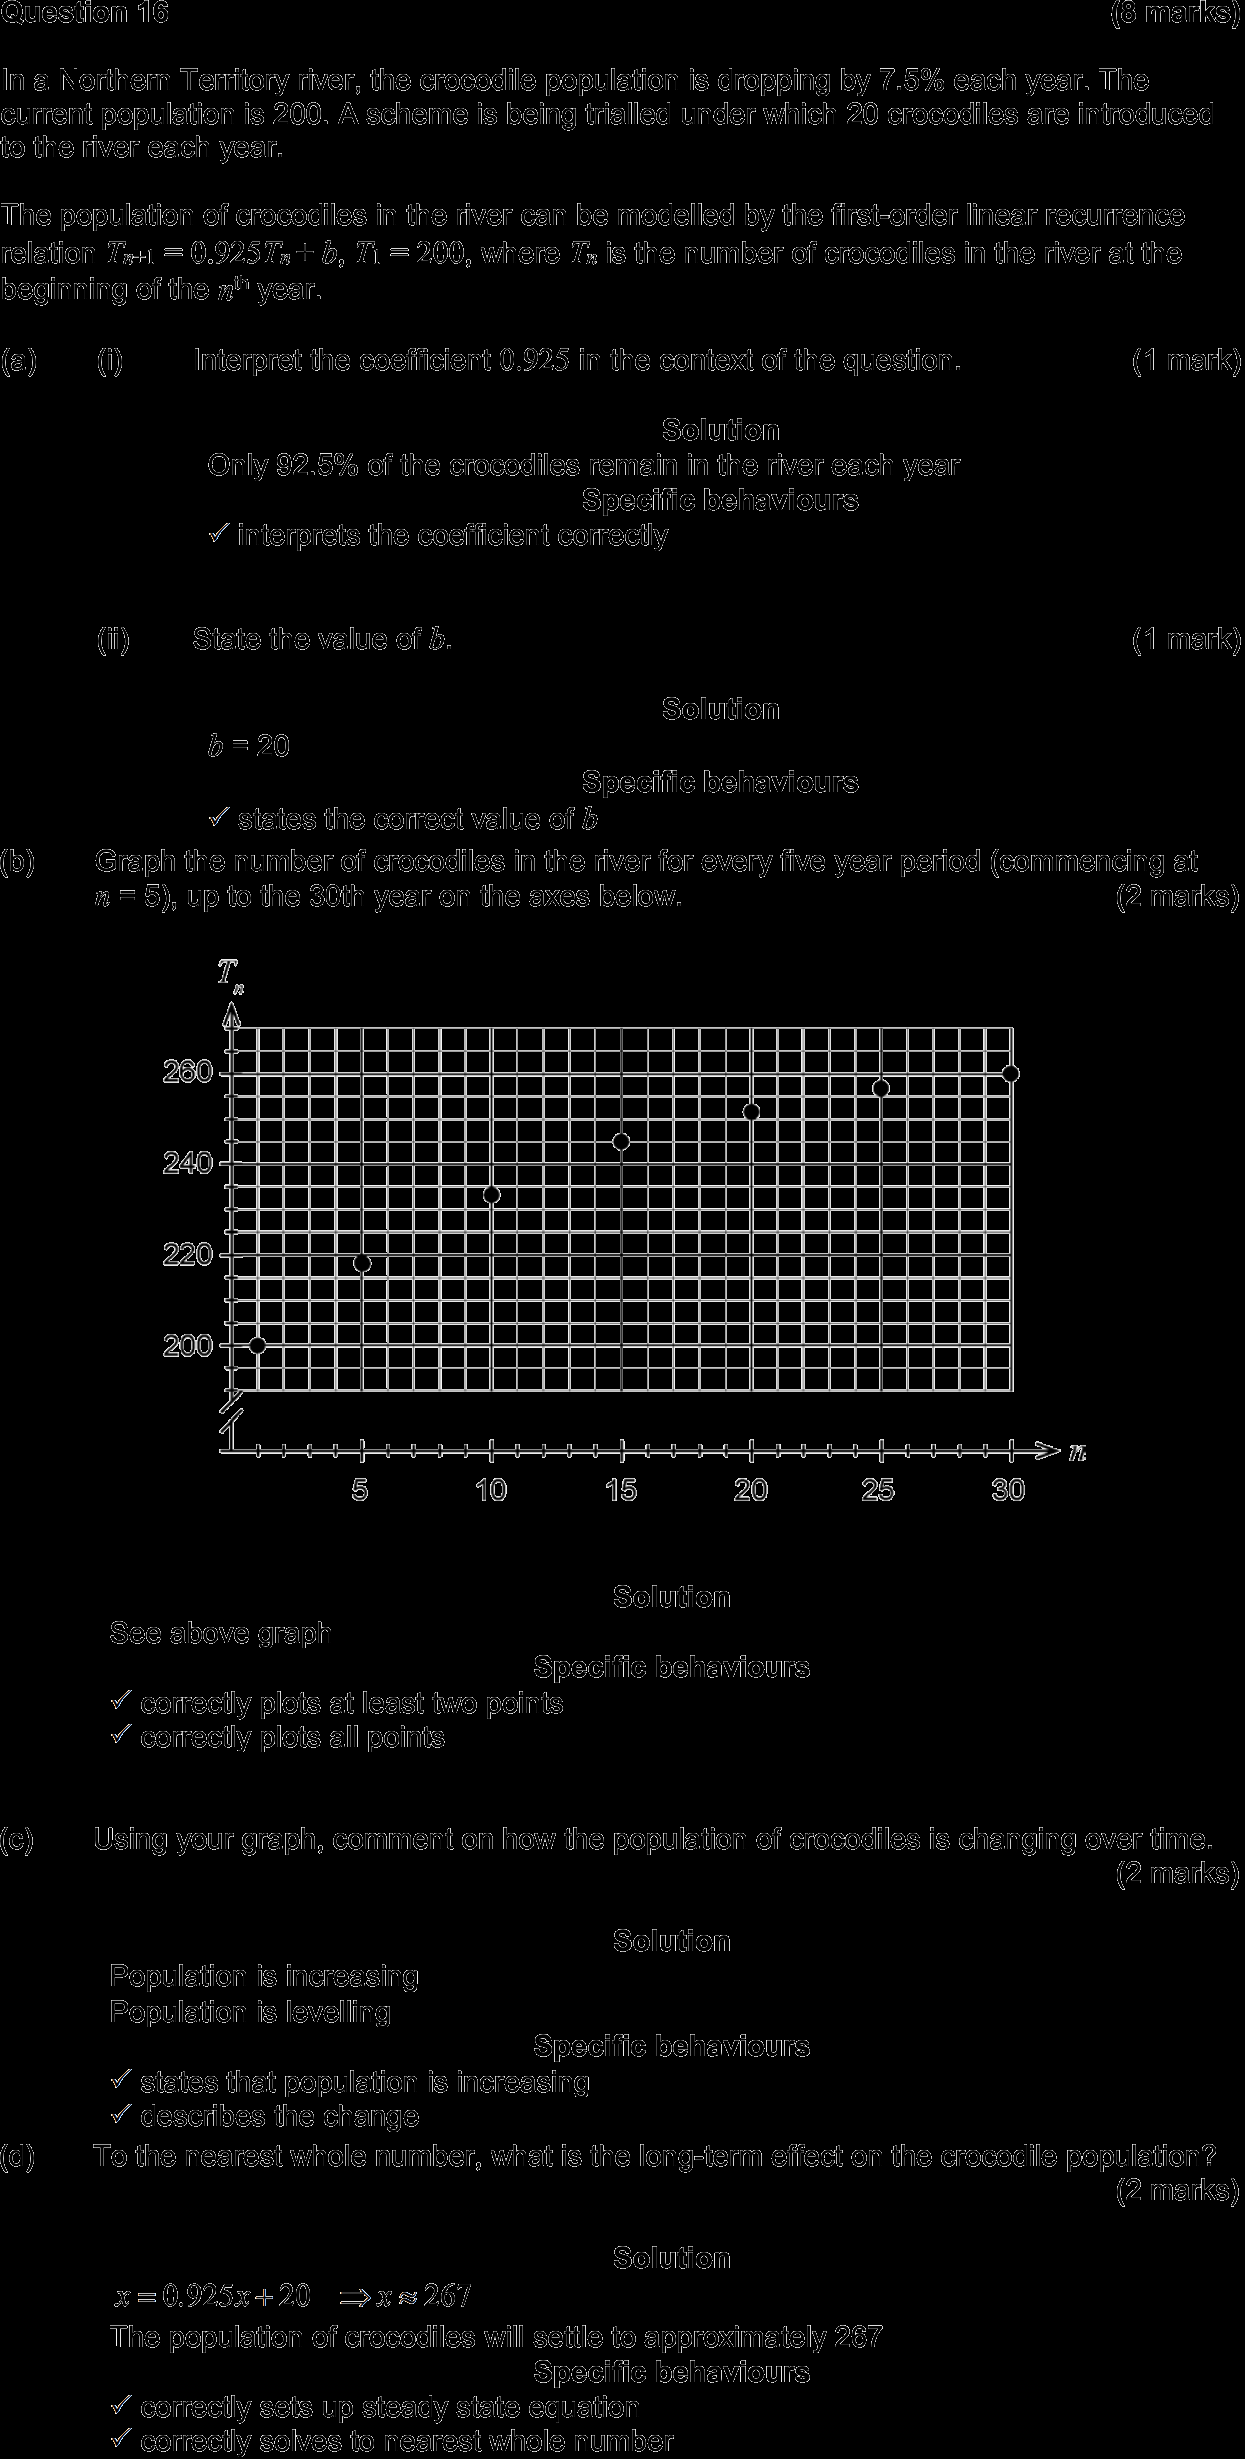 Question 16 (8 marks)
In a Northern Territory river, the crocodile population is dropping by 7.5% each year. The
current population is 200. A scheme is being trialled under which 20 crocodiles are introduced
to the river each year.
The population of crocodiles in the river can be modelled by the first-order linear recurrence
relation Tₙ₊₁ = 0.925Tₙ + b, T₁ = 200, where Tₙ is the number of crocodiles in the river at the
beginning of the nᵗʰ year.
(a) (i) Interpret the coefficient 0.925 in the context of the question. (1 mark)
Solution
Only 92.5% of the crocodiles remain in the river each year
Specific behaviours
✓ interprets the coefficient correctly
(ii) State the value of b. (1 mark)
Solution
b = 20
Specific behaviours
✓ states the correct value of b
(b) Graph the number of crocodiles in the river for every five year period (commencing at
n = 5), up to the 30th year on the axes below. (2 marks)
Tₙ
260
240
220
200
n
5 10 15 20 25 30
Solution
See above graph
Specific behaviours
✓ correctly plots at least two points
✓ correctly plots all points
(c) Using your graph, comment on how the population of crocodiles is changing over time.
(2 marks)
Solution
Population is increasing
Population is levelling
Specific behaviours
✓ states that population is increasing
✓ describes the change
(d) To the nearest whole number, what is the long-term effect on the crocodile population?
(2 marks)
Solution
x = 0.925x + 20 ⇒ x ≈ 267
The population of crocodiles will settle to approximately 267
Specific behaviours
✓ correctly sets up steady state equation
✓ correctly solves to nearest whole number